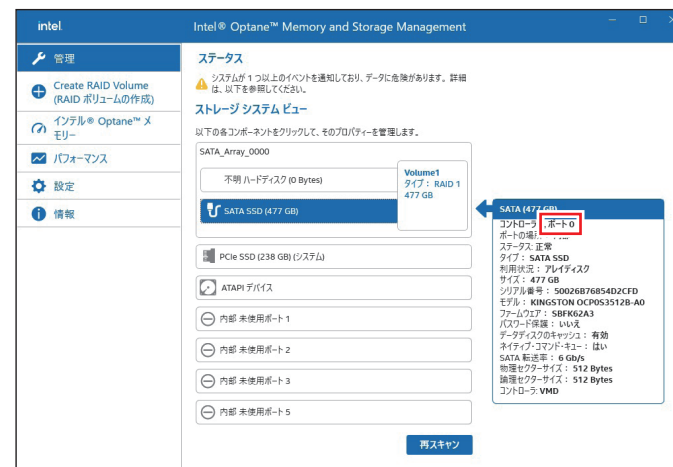 intel.
Intel® Optane™ Memory and Storage Management
管理
Create RAID Volume
(RAID ボリュームの作成)
インテル® Optane™ メ
モリー
パフォーマンス
設定
情報
ステータス
システムが 1 つ以上のイベントを通知しており、データに危険があります。詳細
は、以下を参照してください。
ストレージ システム ビュー
以下の各コンポーネントをクリックして、そのプロパティーを管理します。
SATA_Array_0000
不明 ハードディスク (0 Bytes)
SATA SSD (477 GB)
Volume1
タイプ： RAID 1
477 GB
PCIe SSD (238 GB) (システム)
ATAPI デバイス
内部 未使用ポート 1
内部 未使用ポート 2
内部 未使用ポート 3
内部 未使用ポート 5
再スキャン
SATA (477 GB)
コントローラ , ポート 0
ポートの場所
ステータス: 正常
タイプ： SATA SSD
利用状況： アレイディスク
サイズ： 477 GB
シリアル番号： 50026B76854D2CFD
モデル： KINGSTON OCP0S3512B-A0
ファームウェア： SBFK62A3
パスワード保護： いいえ
データディスクのキャッシュ： 有効
ネイティブ・コマンド・キュー： はい
SATA 転送率： 6 Gb/s
物理セクターサイズ： 512 Bytes
論理セクターサイズ： 512 Bytes
コントローラ: VMD